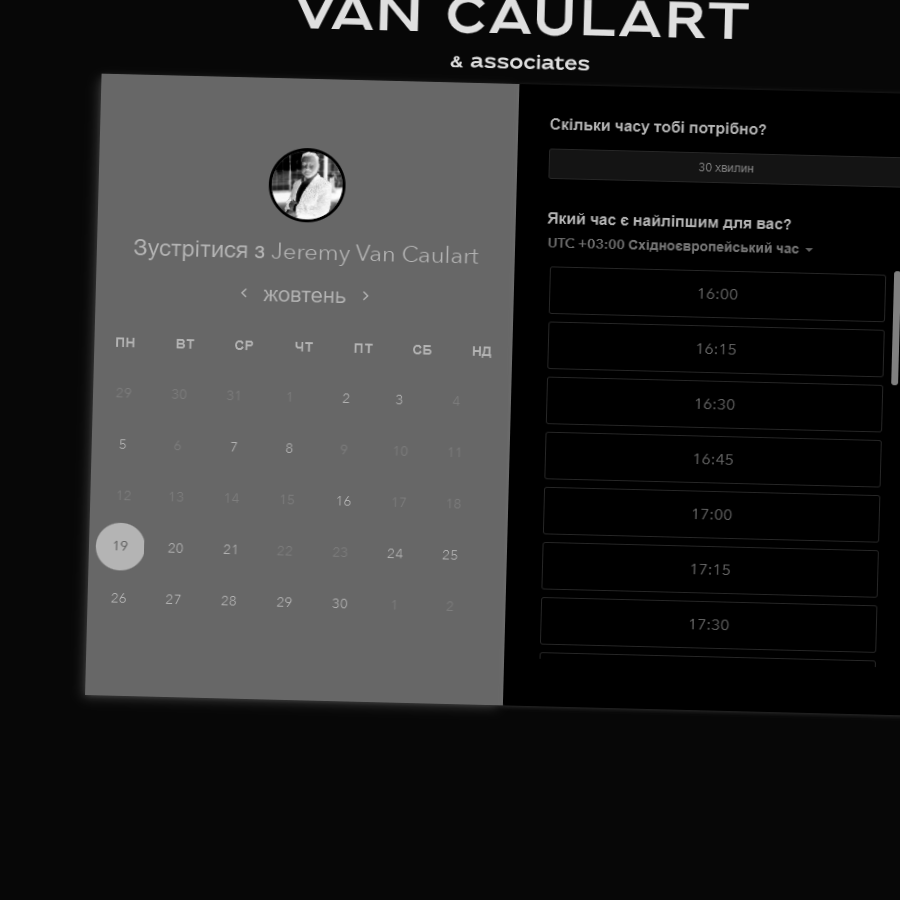 VAN CAULART
& associates
Зустрітися з Jeremy Van Caulart
жовтень
ПН ВТ СР ЧТ ПТ СБ НД
29 30 31 1 2 3 4
5 6 7 8 9 10 11
12 13 14 15 16 17 18
19 20 21 22 23 24 25
26 27 28 29 30 1 2
Скільки часу тобі потрібно?
30 хвилин
Який час є найліпшим для вас?
UTC +03:00 Східноєвропейський час
16:00
16:15
16:30
16:45
17:00
17:15
17:30